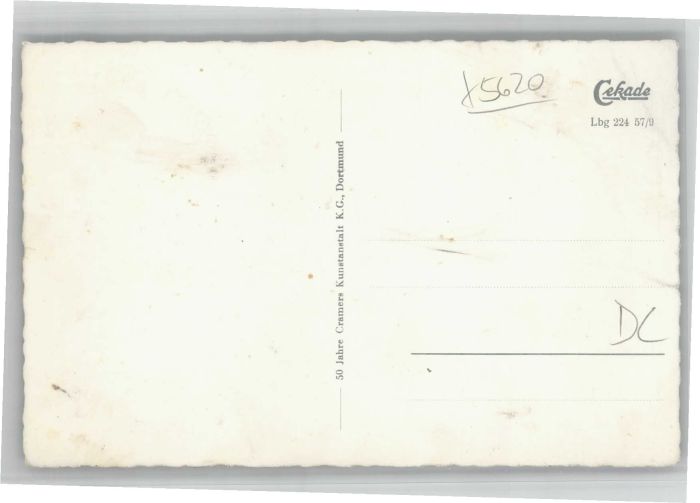 x5620
Cekade
Lbg 224 57/9
50 Jahre Cramers Kunstanstalt K.G., Dortmund
DC